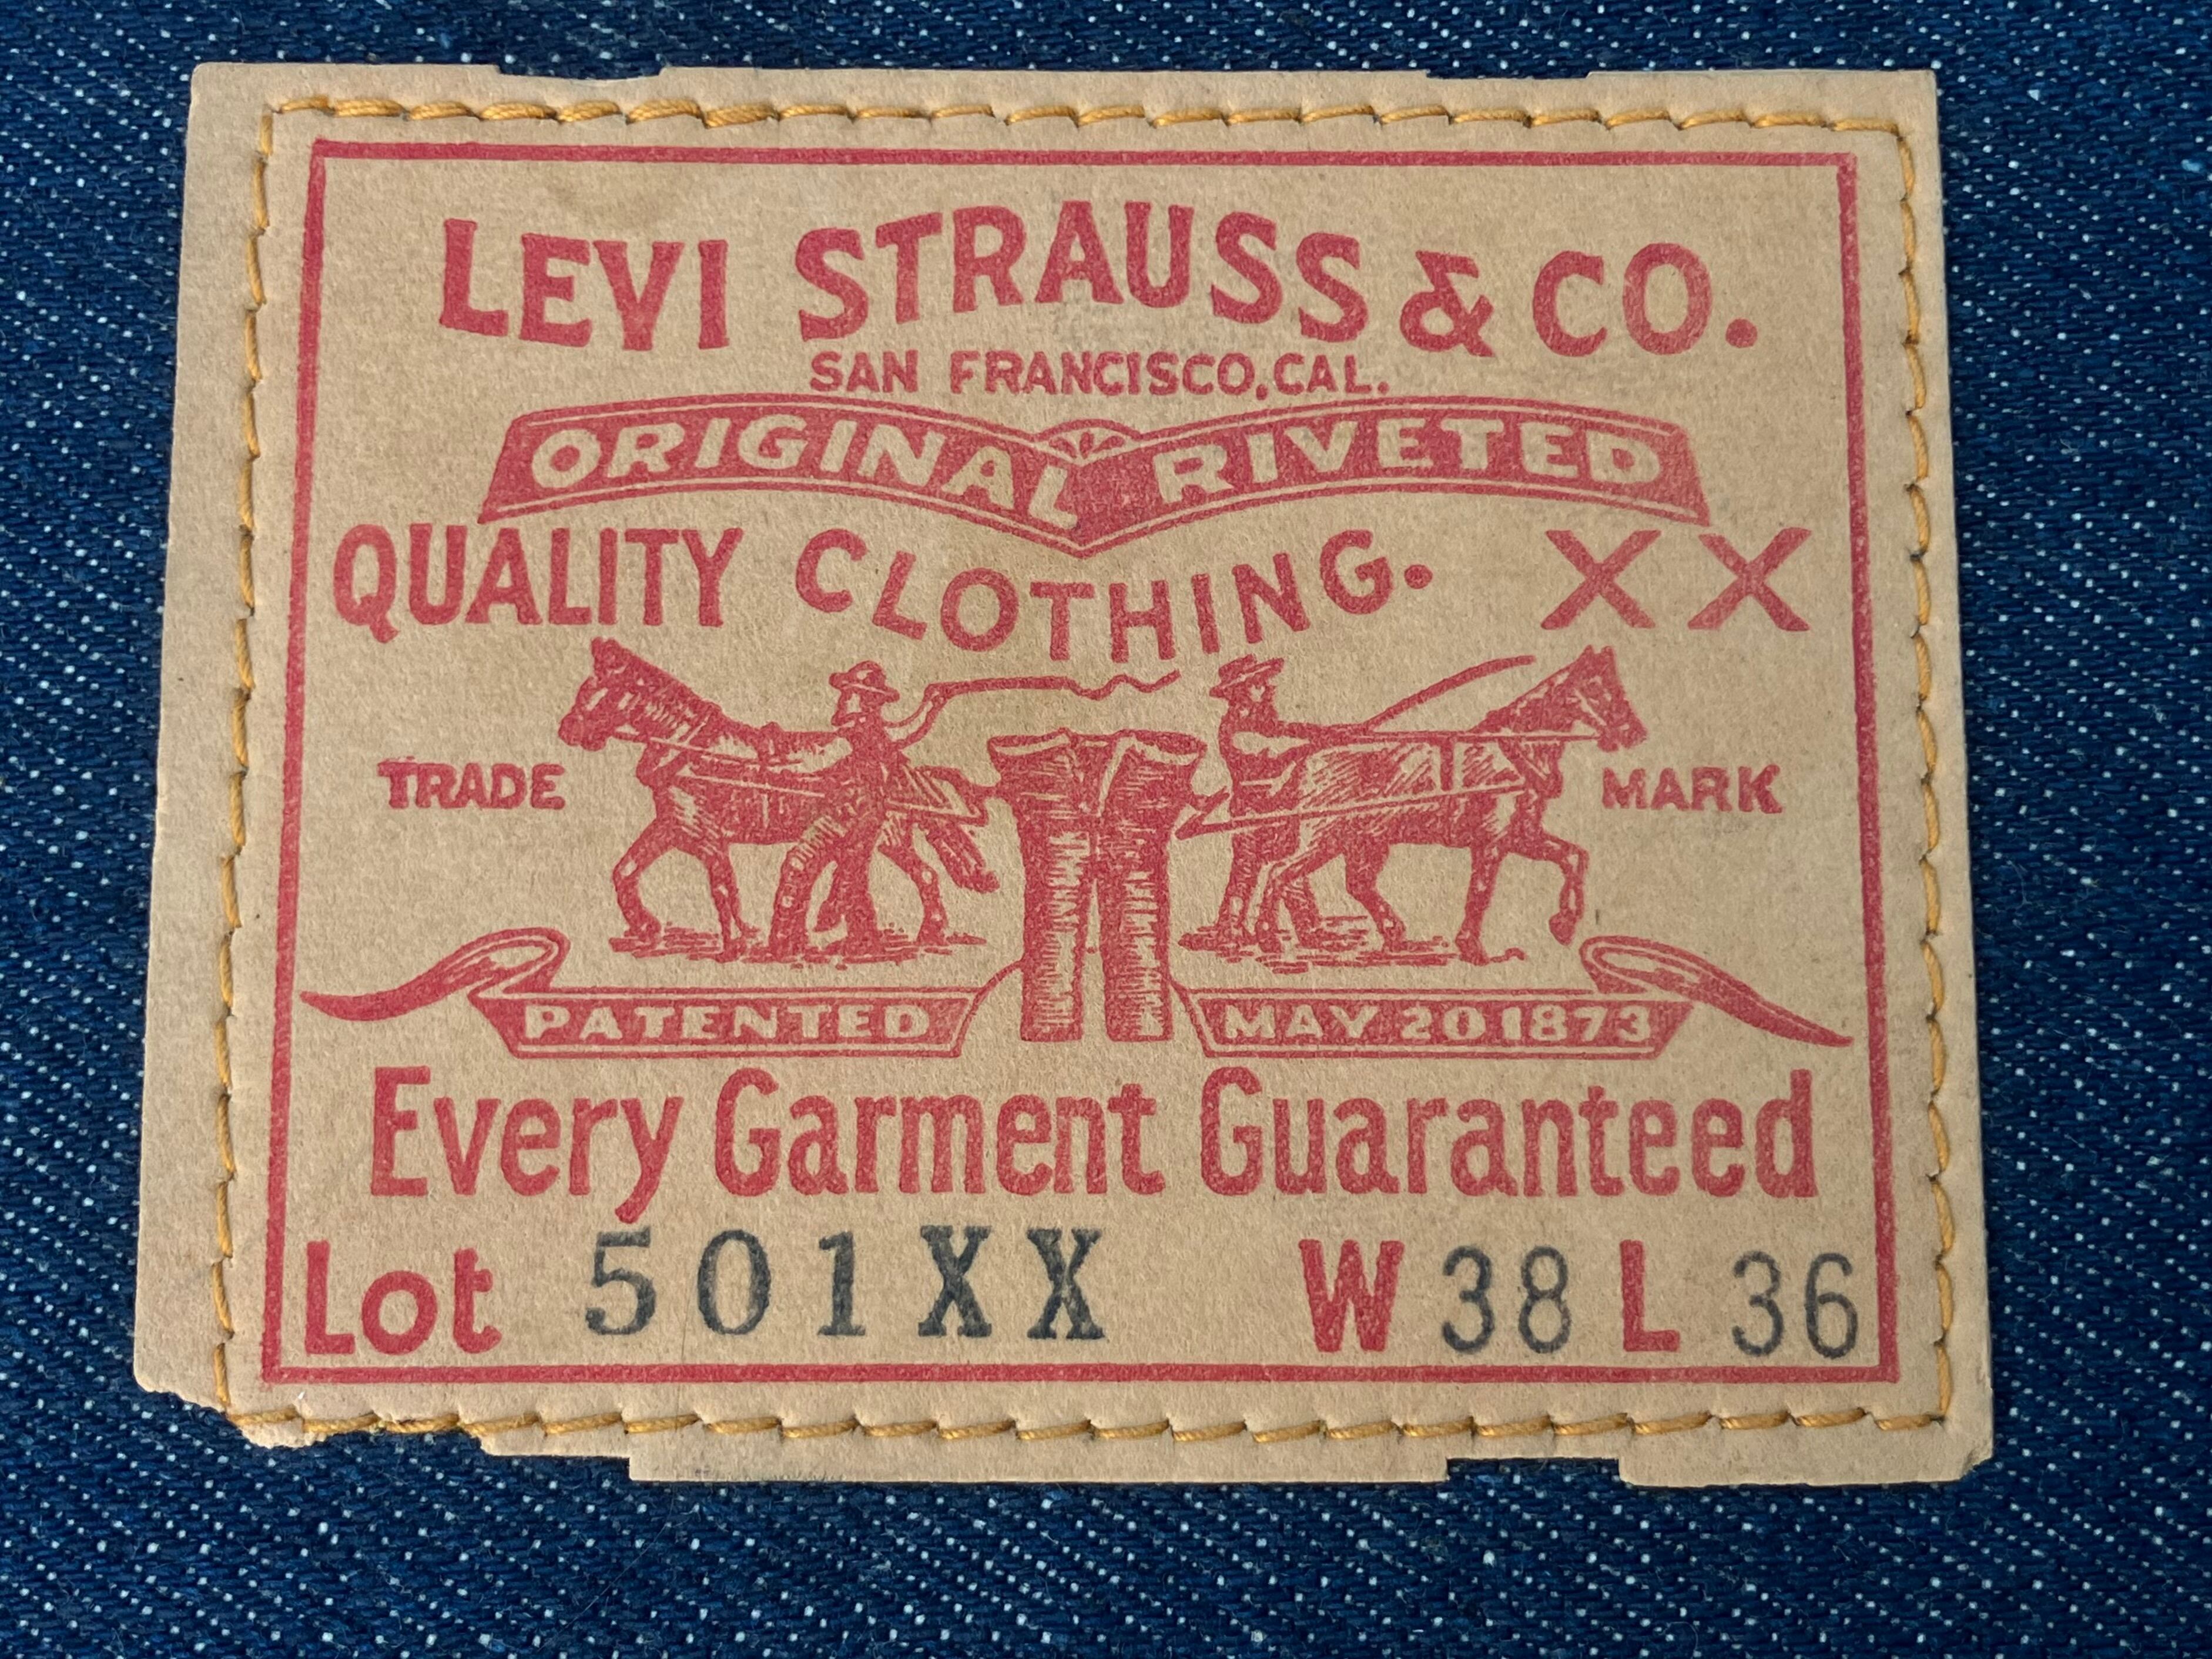 LEVI STRAUSS & CO.
SAN FRANCISCO, CAL.
ORIGINAL RIVETED
QUALITY CLOTHING. XX
TRADE MARK
PATENTED MAY 20 1873
Every Garment Guaranteed
Lot 501XX W 38 L 36